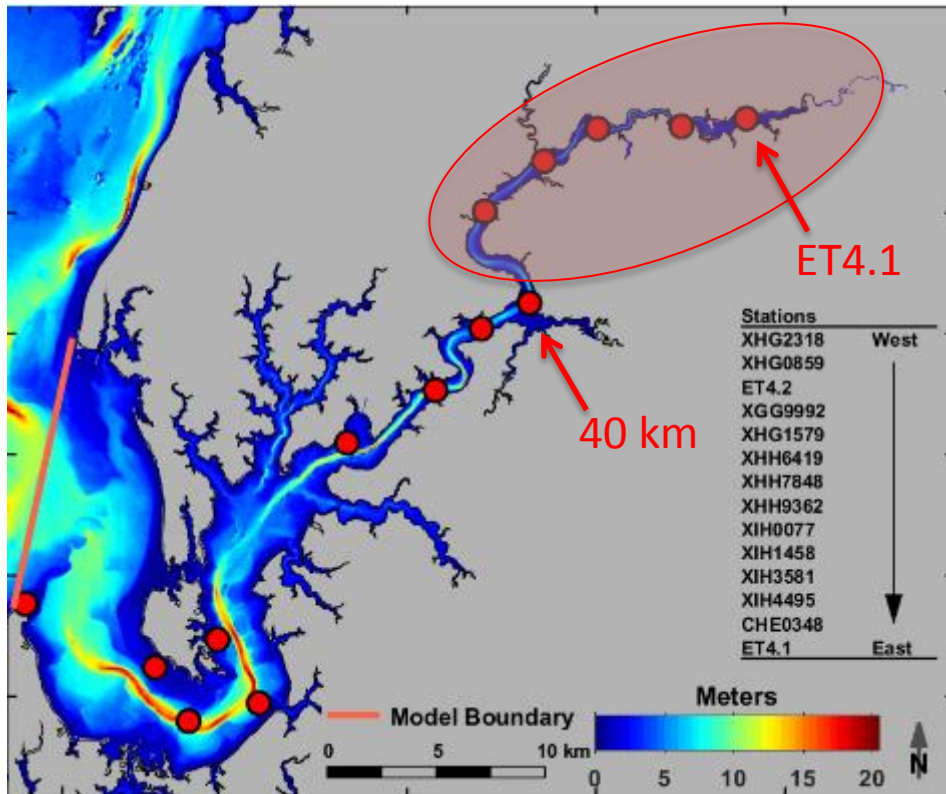 ET4.1
40 km
Stations
XHG2318 West
XHG0859
ET4.2
XGG9992
XHG1579
XHH6419
XHH7848
XHH9362
XIH0077
XIH1458
XIH3581
XIH4495
CHE0348
ET4.1 East
Meters
Model Boundary
0 5 10 km
0 5 10 15 20
N